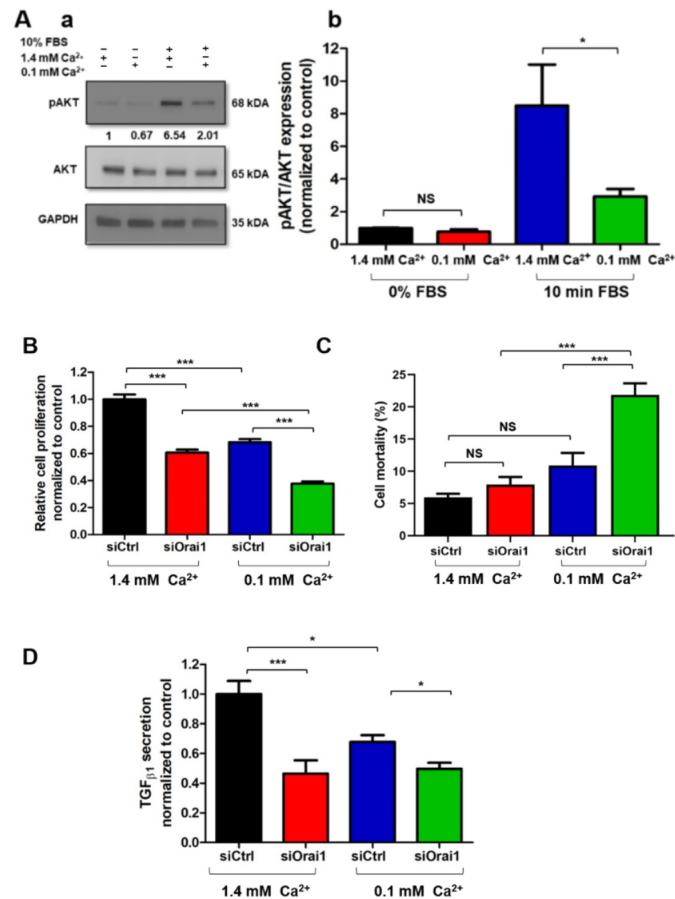 A a
10% FBS – – + +
1.4 mM Ca²⁺ + – + –
0.1 mM Ca²⁺ – + – +
pAKT 68 kDA
1 0.67 6.54 2.01
AKT 65 kDA
GAPDH 35 kDA
b
pAKT/AKT expression
(normalized to control)
12
10
8
6
4
2
0
NS
*
1.4 mM Ca²⁺ 0.1 mM Ca²⁺ 1.4 mM Ca²⁺ 0.1 mM Ca²⁺
0% FBS 10 min FBS
B
Relative cell proliferation
normalized to control
1.2
1.0
0.8
0.6
0.4
0.2
0.0
***
***
***
***
siCtrl siOrai1 siCtrl siOrai1
1.4 mM Ca²⁺ 0.1 mM Ca²⁺
C
Cell mortality (%)
25
20
15
10
5
0
***
***
NS
NS
siCtrl siOrai1 siCtrl siOrai1
1.4 mM Ca²⁺ 0.1 mM Ca²⁺
D
TGFβ1 secretion
normalized to control
1.2
1.0
0.8
0.6
0.4
0.2
0.0
*
***
*
siCtrl siOrai1 siCtrl siOrai1
1.4 mM Ca²⁺ 0.1 mM Ca²⁺